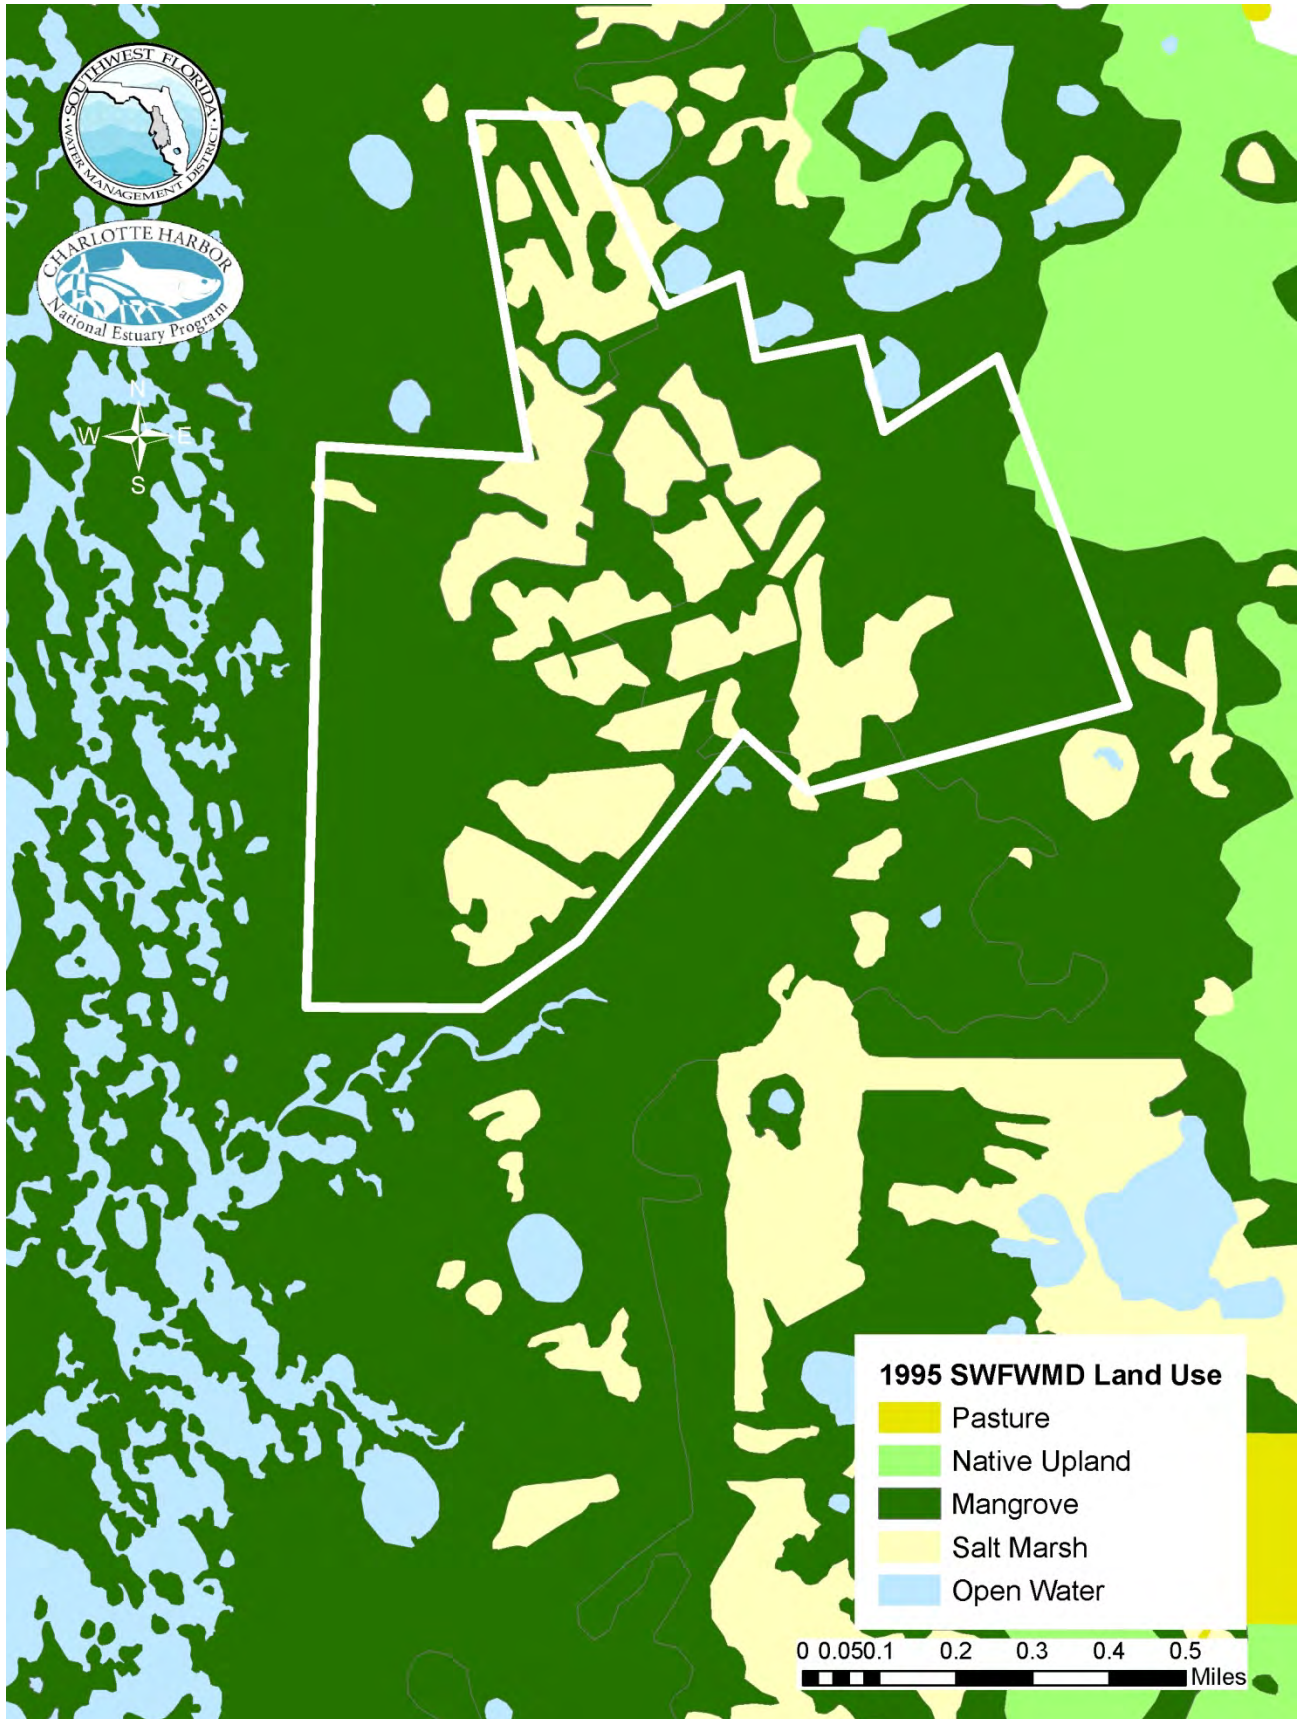 SOUTHWEST FLORIDA
WATER MANAGEMENT DISTRICT
CHARLOTTE HARBOR
National Estuary Program
N
W E
S
1995 SWFWMD Land Use
Pasture
Native Upland
Mangrove
Salt Marsh
Open Water
0 0.050.1 0.2 0.3 0.4 0.5
Miles